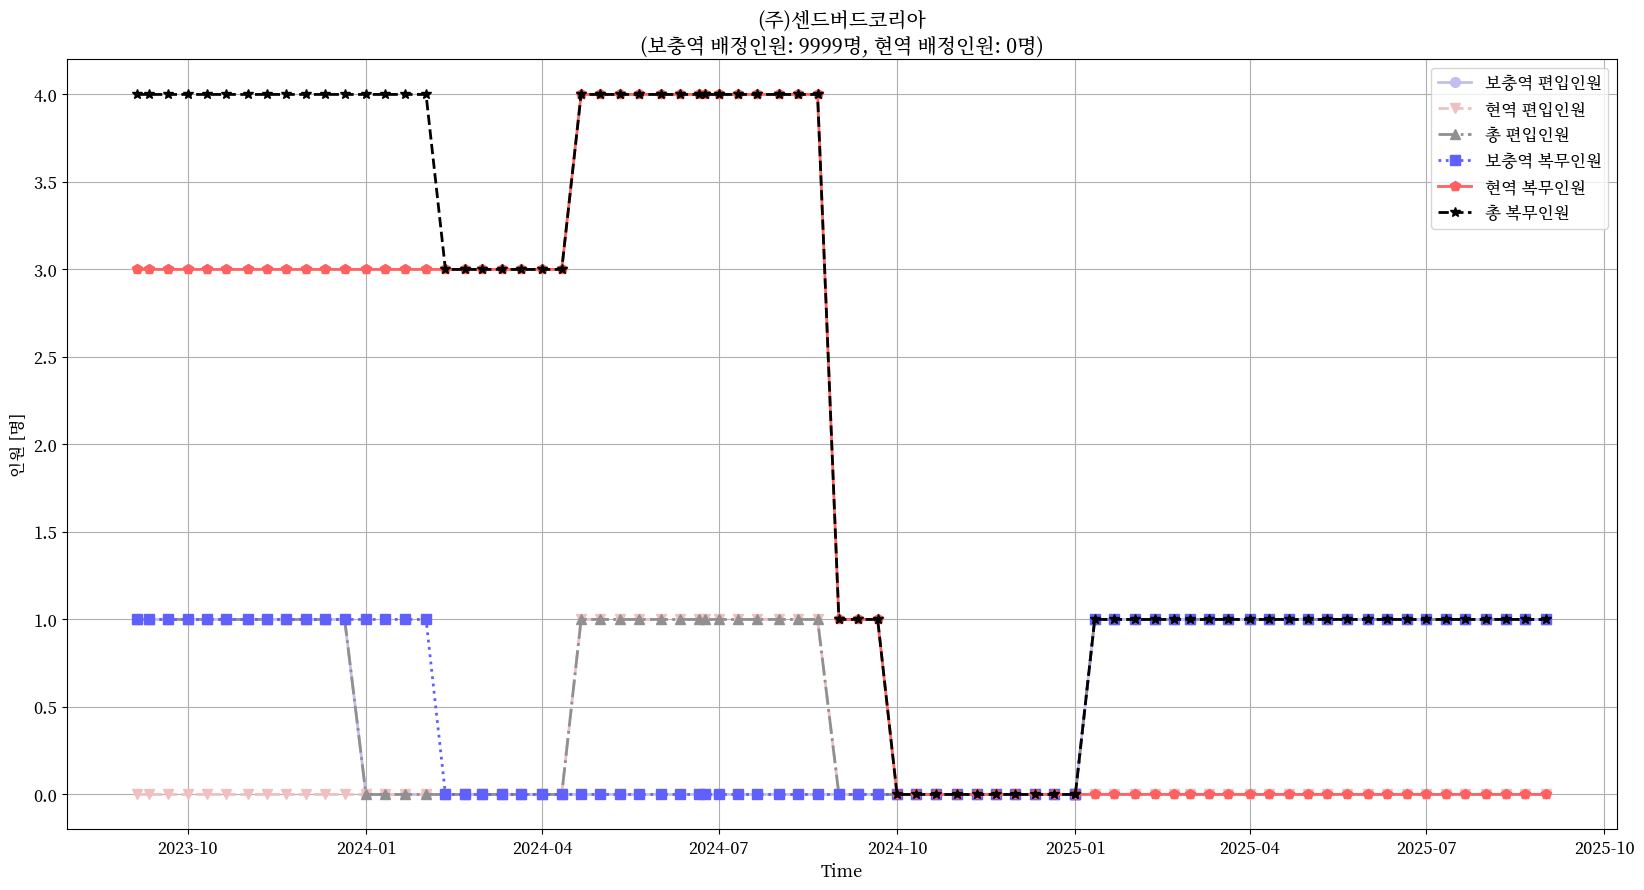 (주)센드버드코리아
(보충역 배정인원: 9999명, 현역 배정인원: 0명)
보충역 편입인원
현역 편입인원
총 편입인원
보충역 복무인원
현역 복무인원
총 복무인원
인원 [명]
4.0
3.5
3.0
2.5
2.0
1.5
1.0
0.5
0.0
2023-10 2024-01 2024-04 2024-07 2024-10 2025-01 2025-04 2025-07 2025-10
Time